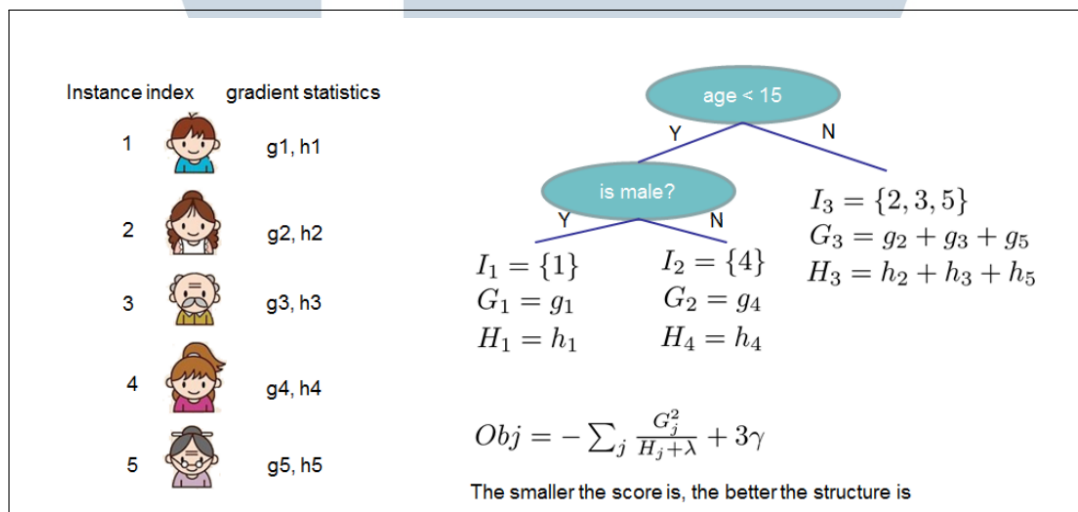 Instance index gradient statistics
1 g1, h1
2 g2, h2
3 g3, h3
4 g4, h4
5 g5, h5
age < 15
Y N
is male?
Y N
I₁ = {1}
G₁ = g₁
H₁ = h₁
I₂ = {4}
G₂ = g₄
H₄ = h₄
I₃ = {2, 3, 5}
G₃ = g₂ + g₃ + g₅
H₃ = h₂ + h₃ + h₅
Obj = − ∑ⱼ Gⱼ²/(Hⱼ+λ) + 3γ
The smaller the score is, the better the structure is